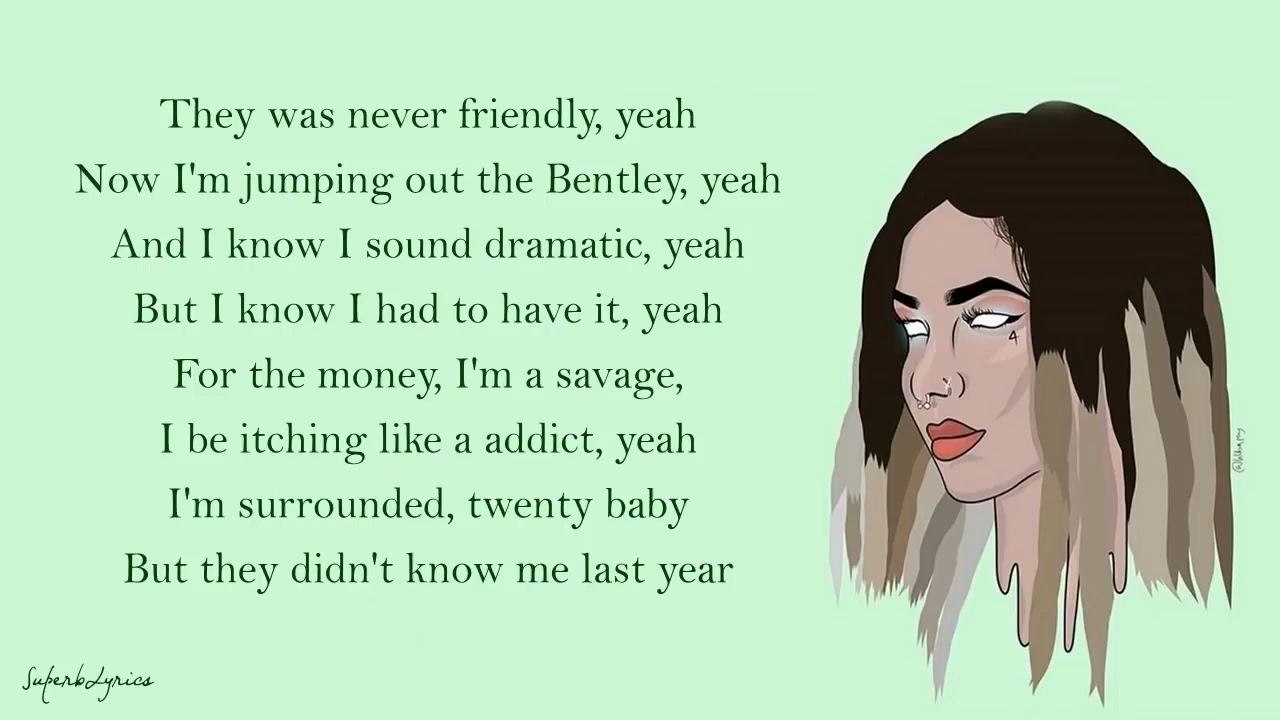 They was never friendly, yeah
Now I'm jumping out the Bentley, yeah
And I know I sound dramatic, yeah
But I know I had to have it, yeah
For the money, I'm a savage,
I be itching like a addict, yeah
I'm surrounded, twenty baby
But they didn't know me last year
SuperbLyrics